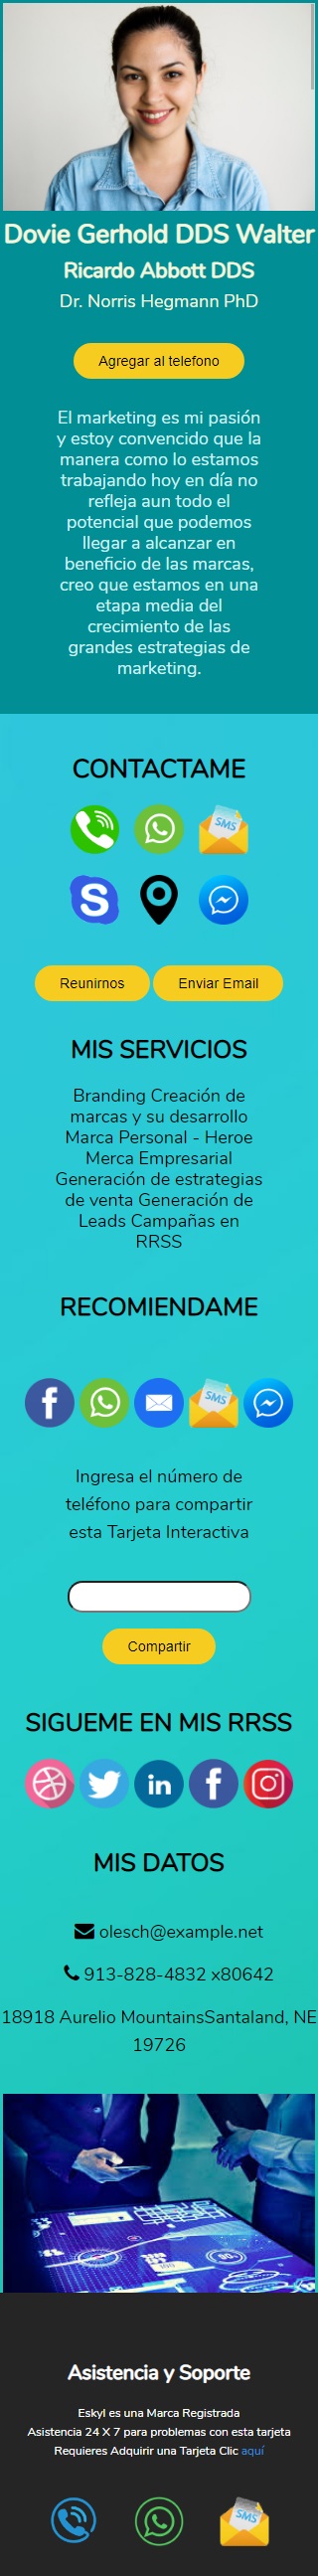 Dovie Gerhold DDS Walter
Ricardo Abbott DDS
Dr. Norris Hegmann PhD
Agregar al telefono
El marketing es mi pasión
y estoy convencido que la
manera como lo estamos
trabajando hoy en día no
refleja aun todo el
potencial que podemos
llegar a alcanzar en
beneficio de las marcas,
creo que estamos en una
etapa media del
crecimiento de las
grandes estrategias de
marketing.
CONTACTAME
SMS
S
Reunirnos Enviar Email
MIS SERVICIOS
Branding Creación de
marcas y su desarrollo
Marca Personal - Heroe
Merca Empresarial
Generación de estrategias
de venta Generación de
Leads Campañas en
RRSS
RECOMIENDAME
f SMS
Ingresa el número de
teléfono para compartir
esta Tarjeta Interactiva
Compartir
SIGUEME EN MIS RRSS
in f
MIS DATOS
olesch@example.net
913-828-4832 x80642
18918 Aurelio MountainsSantaland, NE
19726
Asistencia y Soporte
Eskyl es una Marca Registrada
Asistencia 24 X 7 para problemas con esta tarjeta
Requieres Adquirir una Tarjeta Clic aquí
SMS